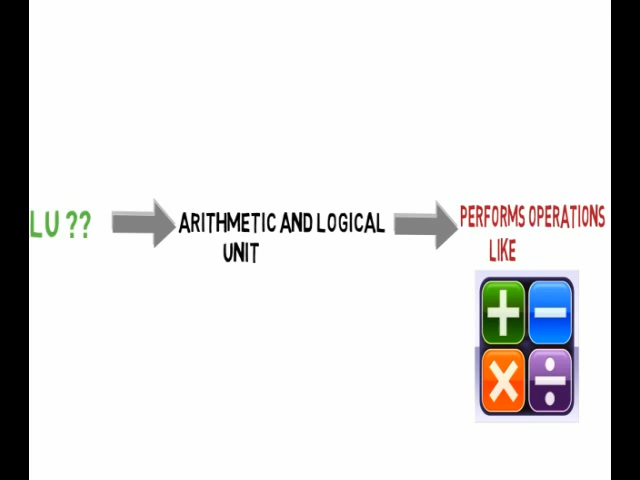 LU ??
ARITHMETIC AND LOGICAL
UNIT
PERFORMS OPERATIONS
LIKE
+ −
× ÷